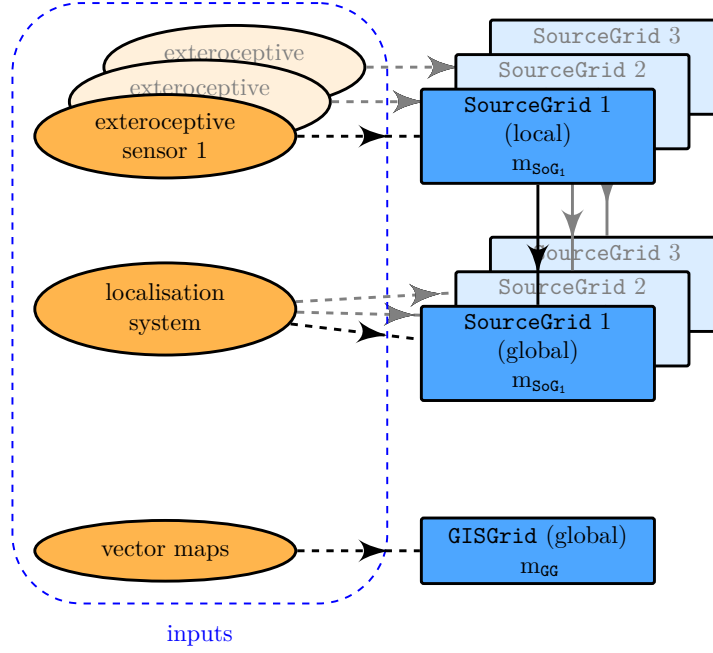 exteroceptive
exteroceptive
exteroceptive
sensor 1
SourceGrid 3
SourceGrid 2
SourceGrid 1
(local)
m_SoG₁
localisation
system
SourceGrid 3
SourceGrid 2
SourceGrid 1
(global)
m_SoG₁
vector maps
GISGrid (global)
m_GG
inputs